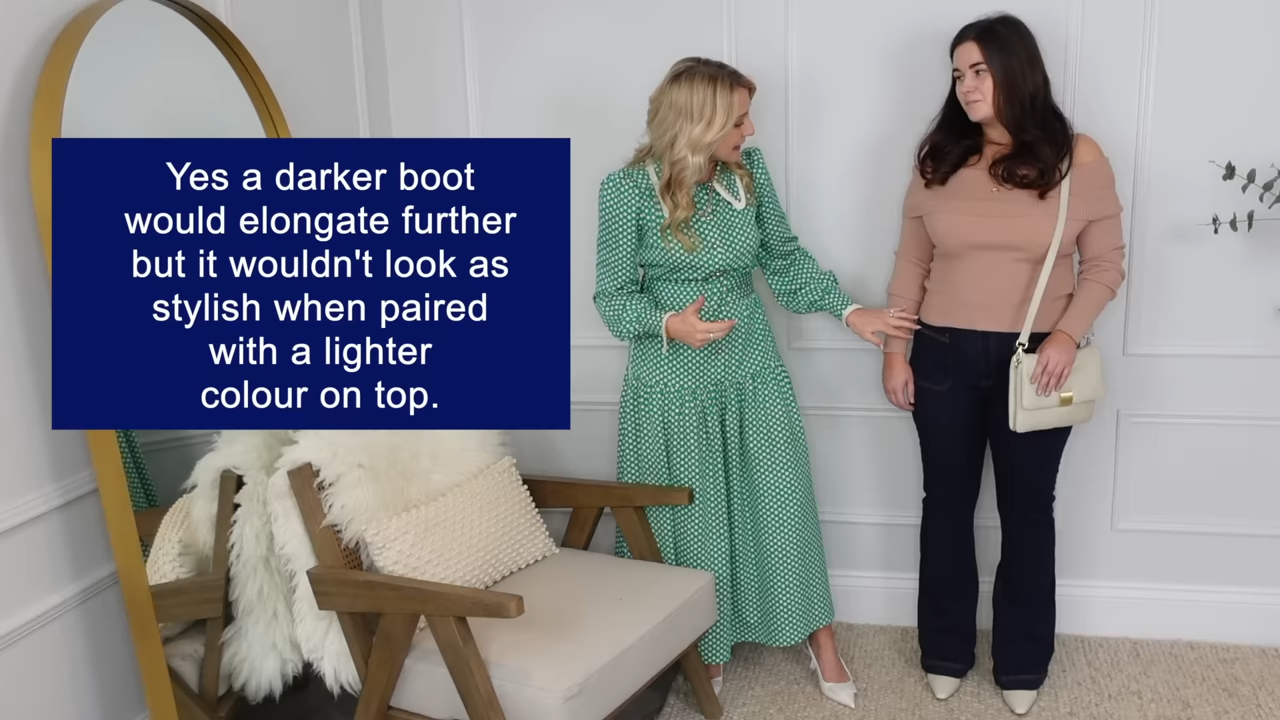 Yes a darker boot
would elongate further
but it wouldn't look as
stylish when paired
with a lighter
colour on top.